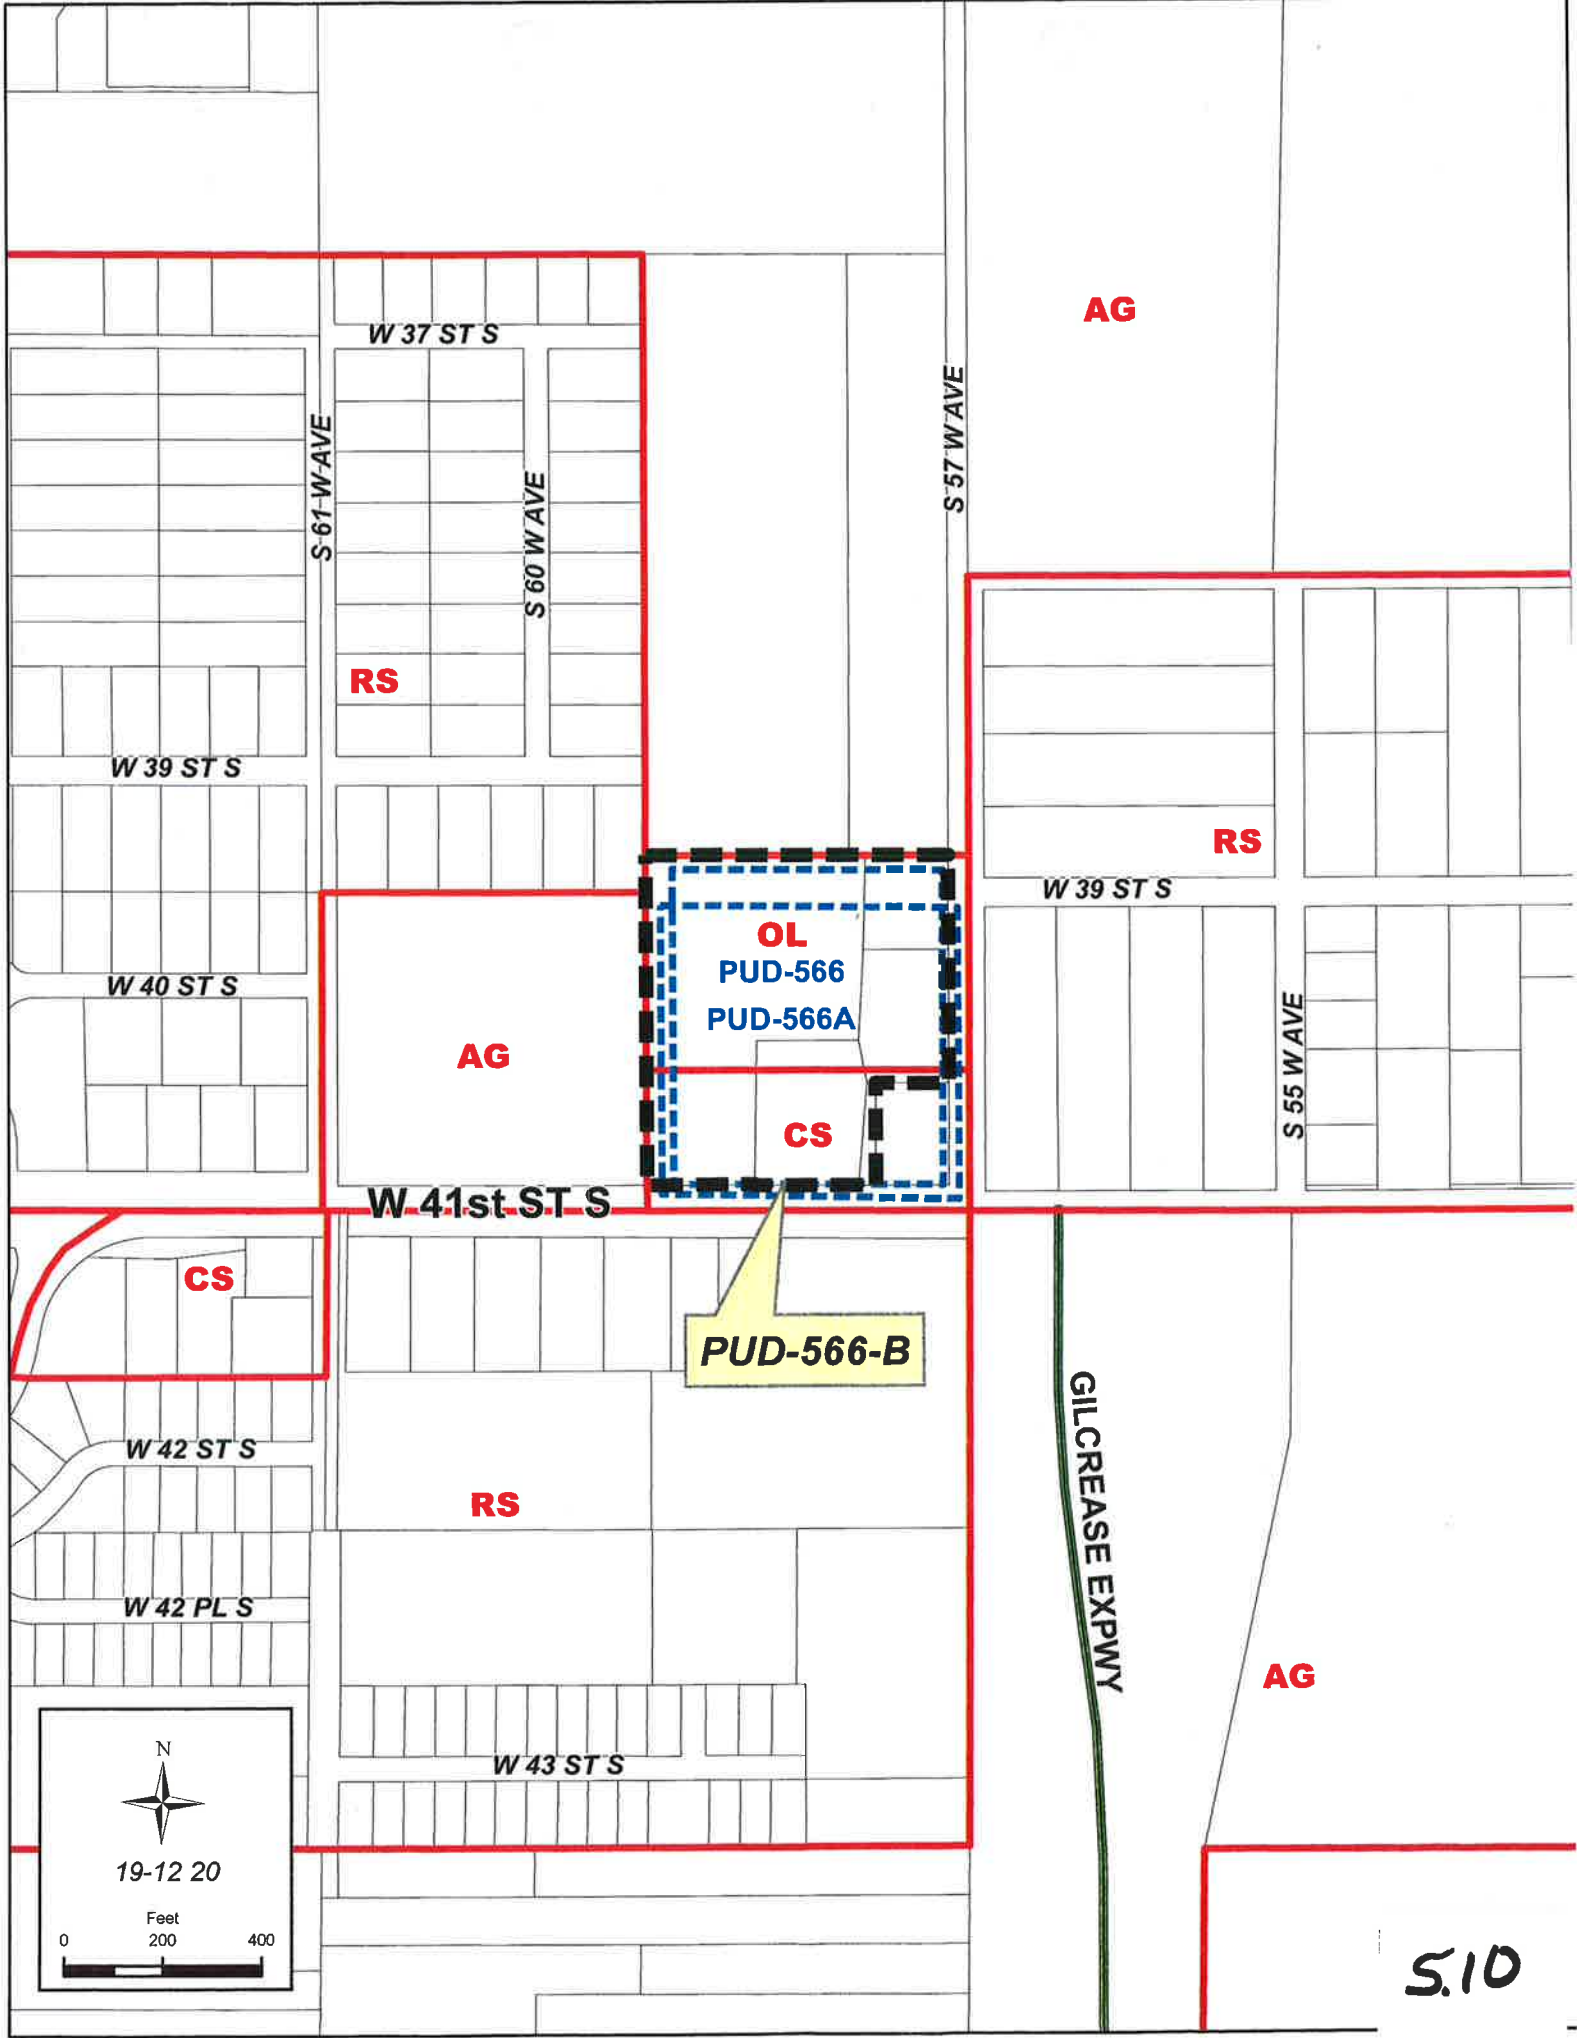 AG
W 37 ST S
S 57 W AVE
S 61 W AVE
S 60 W AVE
RS
W 39 ST S
RS
W 39 ST S
OL
PUD-566
PUD-566A
W 40 ST S
AG
S 55 W AVE
CS
W 41st ST S
CS
PUD-566-B
GILCREASE EXPWY
W 42 ST S
RS
W 42 PL S
AG
W 43 ST S
N
19-12 20
Feet
0 200 400
5.10